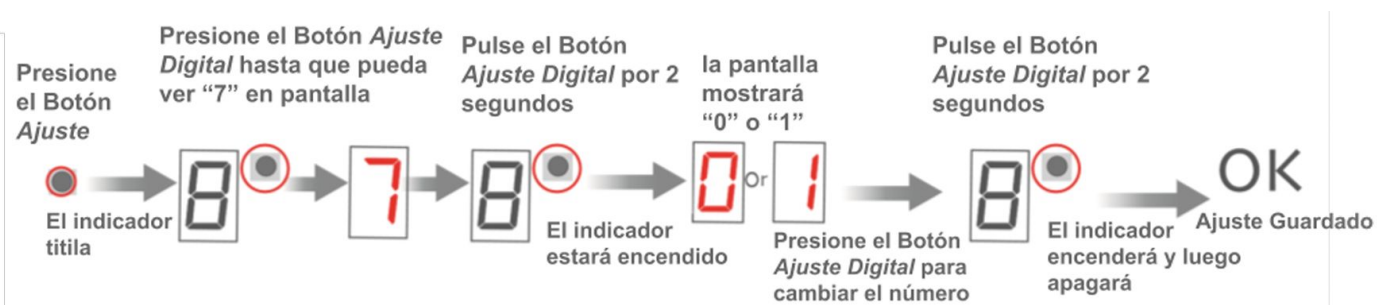 Presione
el Botón
Ajuste
El indicador
titila
Presione el Botón Ajuste
Digital hasta que pueda
ver “7” en pantalla
8
7
Pulse el Botón
Ajuste Digital por 2
segundos
8
El indicador
estará encendido
la pantalla
mostrará
“0” o “1”
0 Or 1
Presione el Botón
Ajuste Digital para
cambiar el número
Pulse el Botón
Ajuste Digital por 2
segundos
8
El indicador
encenderá y luego
apagará
OK
Ajuste Guardado